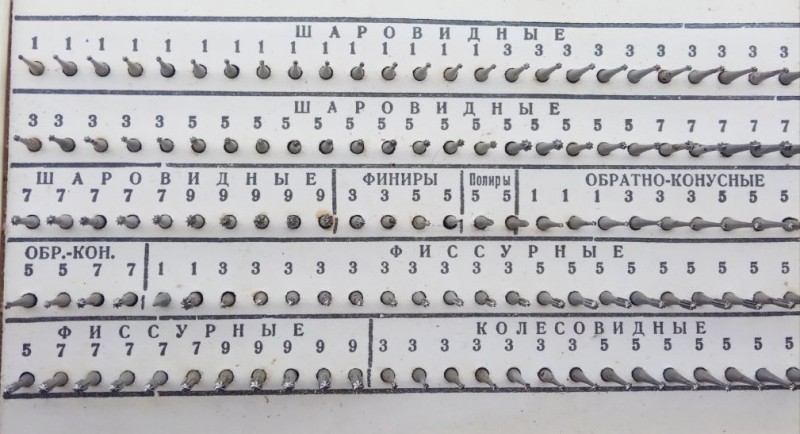 ШАРОВИДНЫЕ
1 1 1 1 1 1 1 1 1 1 1 1 1 1 1 3 3 3 3 3 3 3 3 3 3
ШАРОВИДНЫЕ
3 3 3 3 3 5 5 5 5 5 5 5 5 5 5 5 5 5 5 5 7 7 7 7 7
ШАРОВИДНЫЕ ФИНИРЫ Полиры ОБРАТНО-КОНУСНЫЕ
7 7 7 7 7 9 9 9 9 9 3 3 5 5 5 5 1 1 1 3 3 3 5 5 5
ОБР.-КОН. ФИССУРНЫЕ
5 5 7 7 1 1 3 3 3 3 3 3 3 3 3 3 5 5 5 5 5 5 5 5 5
ФИССУРНЫЕ КОЛЕСОВИДНЫЕ
5 7 7 7 7 7 9 9 9 9 9 3 3 3 3 3 3 3 5 5 5 5 5 5 5